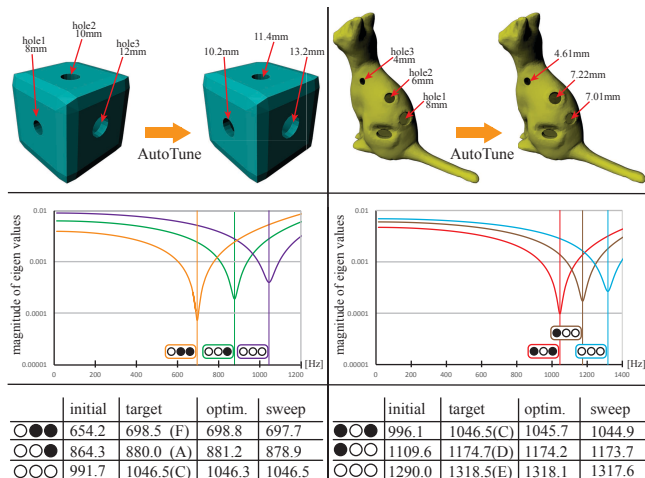 hole1
8mm
hole2
10mm
hole3
12mm
AutoTune
10.2mm
11.4mm
13.2mm
hole3
4mm
hole2
6mm
hole1
8mm
AutoTune
4.61mm
7.22mm
7.01mm
magnitude of eigen values
0.01
0.001
0.0001
0.00001
0 200 400 600 800 1000 1200
[Hz]
magnitude of eigen values
0.01
0.001
0.0001
0.00001
0 200 400 600 800 1000 1200 1400
[Hz]
initial target optim. sweep
654.2 698.5 (F) 698.8 697.7
864.3 880.0 (A) 881.2 878.9
991.7 1046.5(C) 1046.3 1046.5
initial target optim. sweep
996.1 1046.5(C) 1045.7 1044.9
1109.6 1174.7(D) 1174.2 1173.7
1290.0 1318.5(E) 1318.1 1317.6